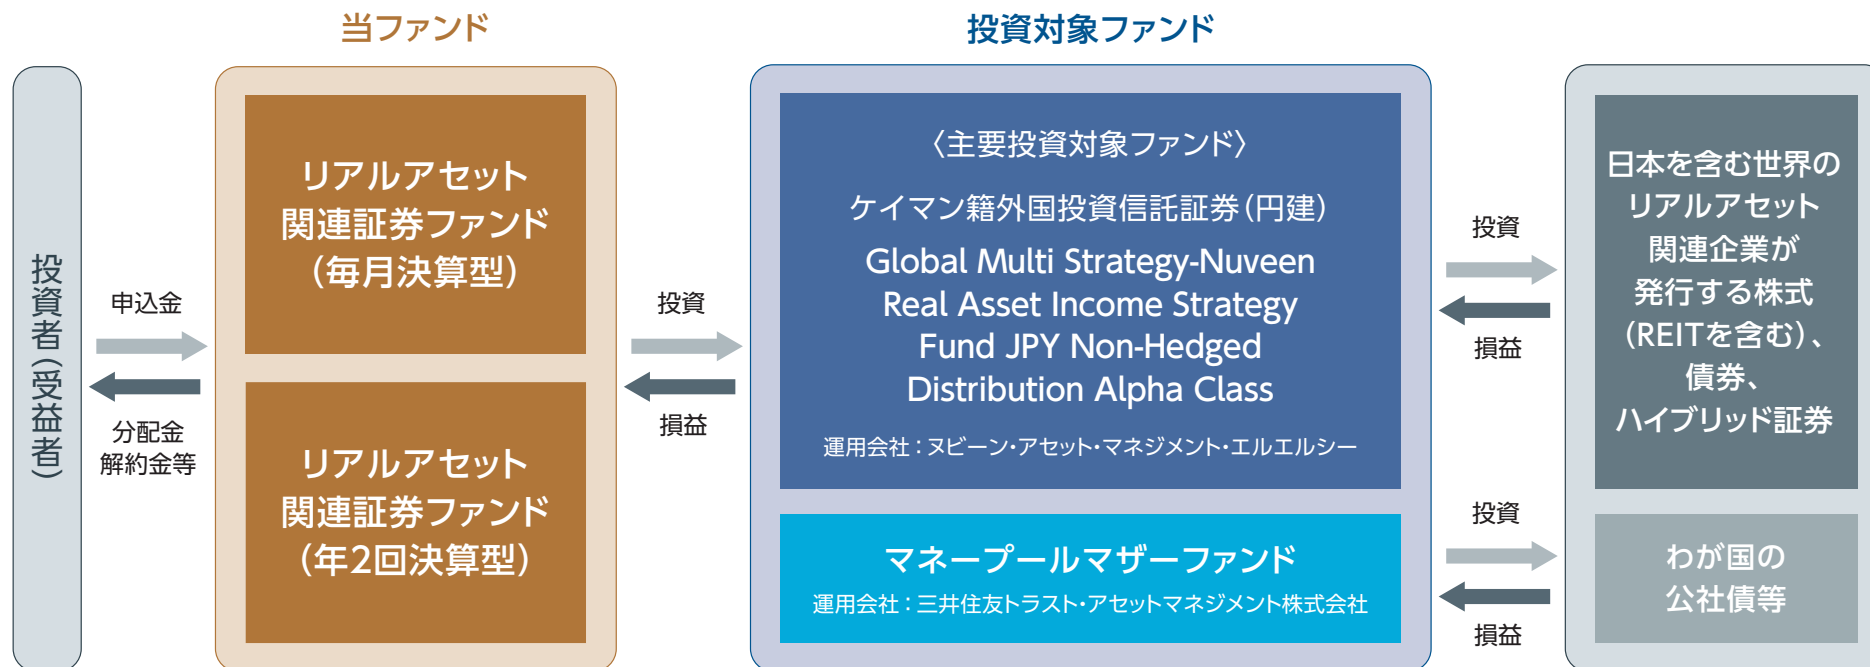 当ファンド
投資対象ファンド
投資者(受益者)
申込金
分配金
解約金等
リアルアセット
関連証券ファンド
(毎月決算型)
リアルアセット
関連証券ファンド
(年2回決算型)
投資
損益
〈主要投資対象ファンド〉
ケイマン籍外国投資信託証券(円建)
Global Multi Strategy-Nuveen
Real Asset Income Strategy
Fund JPY Non-Hedged
Distribution Alpha Class
運用会社:ヌビーン・アセット・マネジメント・エルエルシー
マネープールマザーファンド
運用会社:三井住友トラスト・アセットマネジメント株式会社
投資
損益
投資
損益
日本を含む世界の
リアルアセット
関連企業が
発行する株式
(REITを含む)、
債券、
ハイブリッド証券
わが国の
公社債等